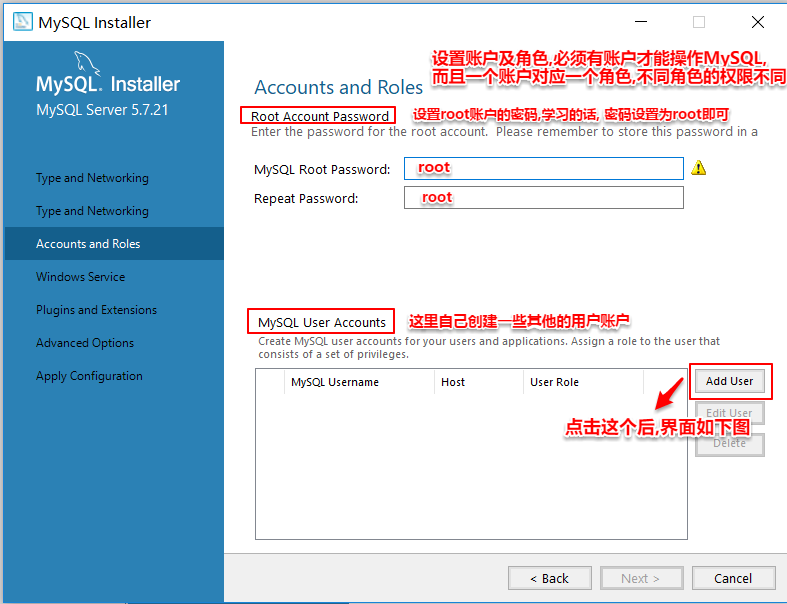 MySQL Installer
MySQL. Installer
MySQL Server 5.7.21
Type and Networking
Type and Networking
Accounts and Roles
Windows Service
Plugins and Extensions
Advanced Options
Apply Configuration
设置账户及角色,必须有账户才能操作MySQL,
而且一个账户对应一个角色,不同角色的权限不同
Accounts and Roles
Root Account Password
设置root账户的密码,学习的话, 密码设置为root即可
Enter the password for the root account. Please remember to store this password in a
MySQL Root Password:
root
Repeat Password:
root
MySQL User Accounts
这里自己创建一些其他的用户账户
Create MySQL user accounts for your users and applications. Assign a role to the user that
consists of a set of privileges.
MySQL Username
Host
User Role
Add User
Edit User
点击这个后,界面如下图
Delete
< Back
Next >
Cancel